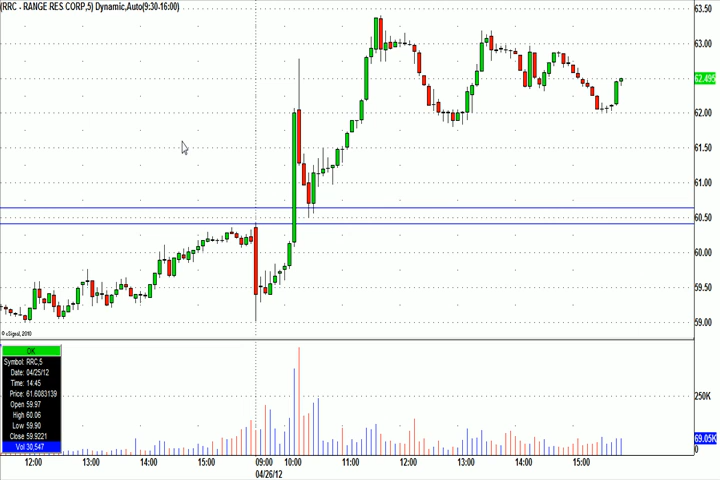 (RRC - RANGE RES CORP,5) Dynamic,Auto(9:30-16:00)
63.50
63.00
62.495
62.00
61.50
61.00
60.50
60.00
59.50
59.00
© eSignal, 2010
OK
Symbol: RRC,5
Date: 04/25/12
Time: 14:45
Price: 61.6083139
Open 59.97
High 60.06
Low 59.90
Close 59.9221
Vol 30,547
250K
69.05K
0
12:00 13:00 14:00 15:00 09:00 10:00 11:00 12:00 13:00 14:00 15:00
04/26/12